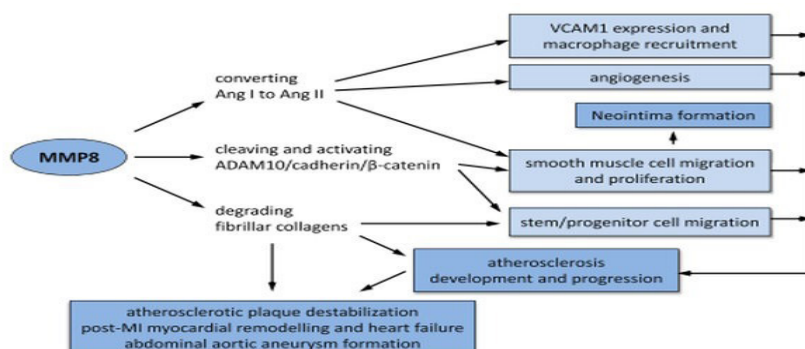 VCAM1 expression and
macrophage recruitment
converting
Ang I to Ang II
angiogenesis
Neointima formation
MMP8
cleaving and activating
ADAM10/cadherin/β-catenin
smooth muscle cell migration
and proliferation
degrading
fibrillar collagens
stem/progenitor cell migration
atherosclerosis
development and progression
atherosclerotic plaque destabilization
post-MI myocardial remodelling and heart failure
abdominal aortic aneurysm formation